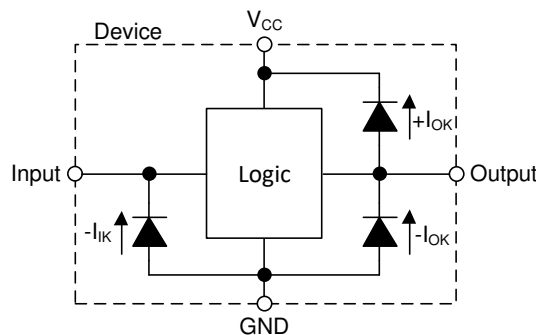 Device
VCC
+IOK
Input
Logic
Output
-IIK
-IOK
GND